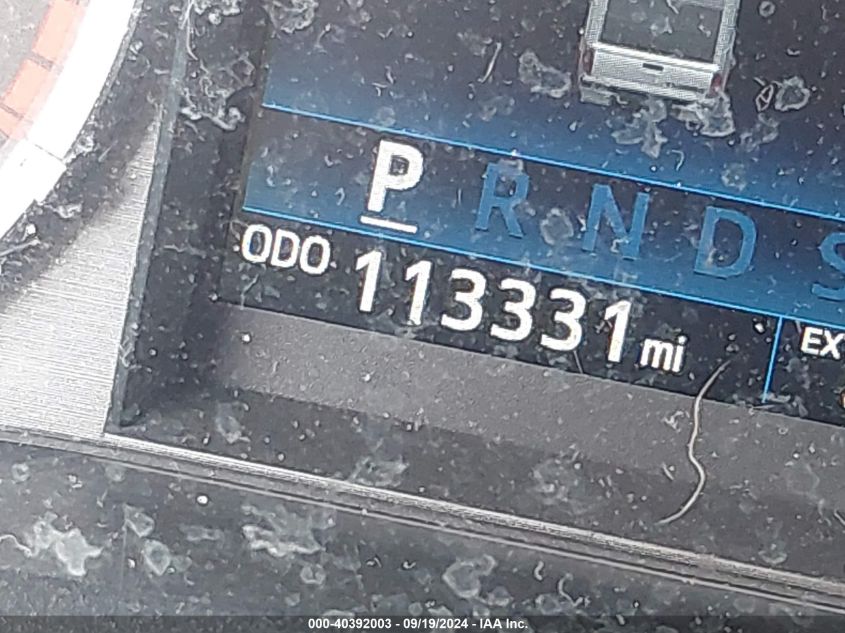 P R N D S
ODO 113331 mi
EX
000-40392003 - 09/19/2024 - IAA Inc.